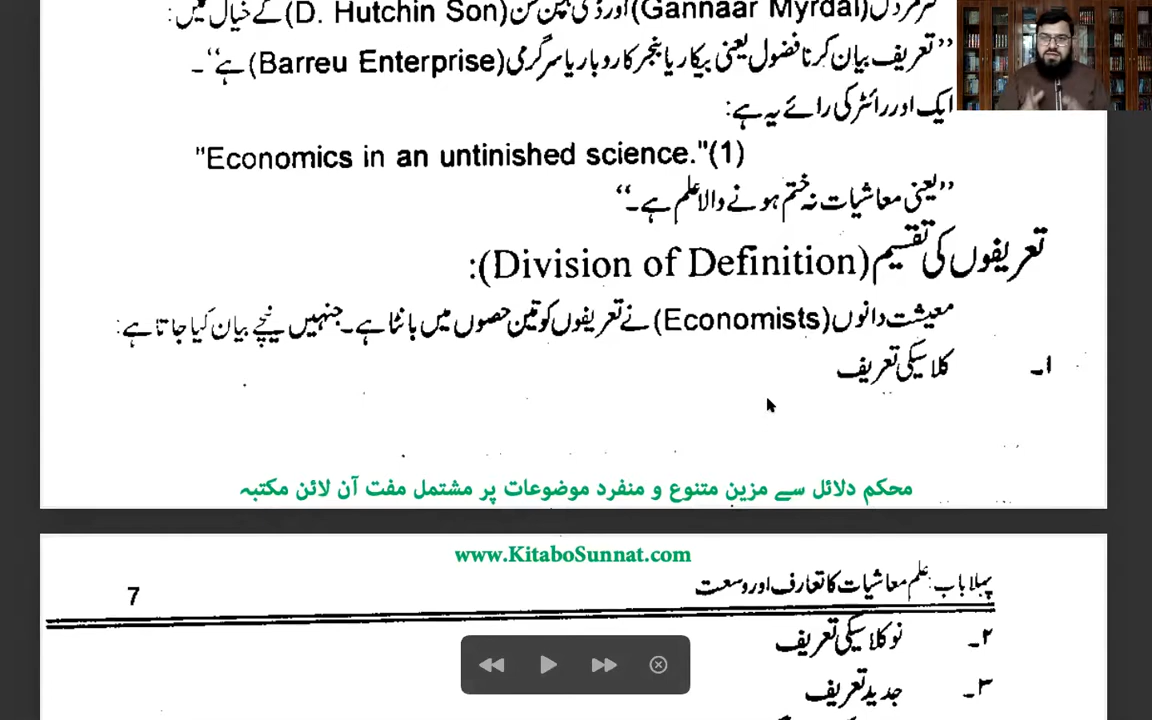 گنرمرڈل (Gannaar Myrdal) اور ڈی ہچن سن (D. Hutchin Son) کے خیال میں:
’’تعریف بیان کرنا فضول یعنی بیکار یا بنجر کاروبار یا سرگرمی (Barreu Enterprise) ہے‘‘۔
ایک اور رائٹر کی رائے یہ ہے:
"Economics in an untinished science."(1)
’’یعنی معاشیات نہ ختم ہونے والا علم ہے۔‘‘
تعریفوں کی تقسیم (Division of Definition):
معیشت دانوں (Economists) نے تعریفوں کو تین حصوں میں بانٹا ہے۔ جنہیں نیچے بیان کیا جاتا ہے:
۱۔ کلاسیکی تعریف
محکم دلائل سے مزین متنوع و منفرد موضوعات پر مشتمل مفت آن لائن مکتبہ
www.KitaboSunnat.com
پہلا باب: علم معاشیات کا تعارف اور وسعت 7
۲۔ نو کلاسیکی تعریف
۳۔ جدید تعریف